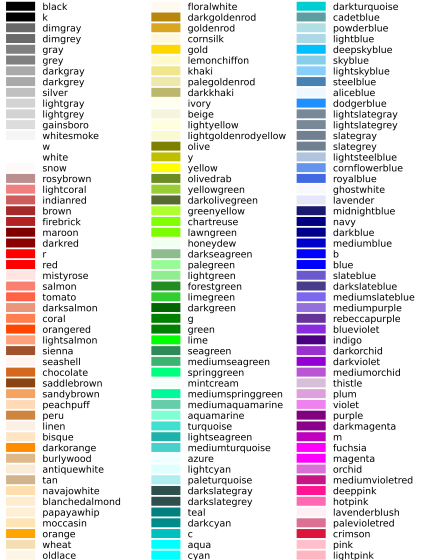 black
k
dimgray
dimgrey
gray
grey
darkgray
darkgrey
silver
lightgray
lightgrey
gainsboro
whitesmoke
w
white
snow
rosybrown
lightcoral
indianred
brown
firebrick
maroon
darkred
r
red
mistyrose
salmon
tomato
darksalmon
coral
orangered
lightsalmon
sienna
seashell
chocolate
saddlebrown
sandybrown
peachpuff
peru
linen
bisque
darkorange
burlywood
antiquewhite
tan
navajowhite
blanchedalmond
papayawhip
moccasin
orange
wheat
oldlace
floralwhite
darkgoldenrod
goldenrod
cornsilk
gold
lemonchiffon
khaki
palegoldenrod
darkkhaki
ivory
beige
lightyellow
lightgoldenrodyellow
olive
y
yellow
olivedrab
yellowgreen
darkolivegreen
greenyellow
chartreuse
lawngreen
honeydew
darkseagreen
palegreen
lightgreen
forestgreen
limegreen
darkgreen
g
green
lime
seagreen
mediumseagreen
springgreen
mintcream
mediumspringgreen
mediumaquamarine
aquamarine
turquoise
lightseagreen
mediumturquoise
azure
lightcyan
paleturquoise
darkslategray
darkslategrey
teal
darkcyan
c
aqua
cyan
darkturquoise
cadetblue
powderblue
lightblue
deepskyblue
skyblue
lightskyblue
steelblue
aliceblue
dodgerblue
lightslategray
lightslategrey
slategray
slategrey
lightsteelblue
cornflowerblue
royalblue
ghostwhite
lavender
midnightblue
navy
darkblue
mediumblue
b
blue
slateblue
darkslateblue
mediumslateblue
mediumpurple
rebeccapurple
blueviolet
indigo
darkorchid
darkviolet
mediumorchid
thistle
plum
violet
purple
darkmagenta
m
fuchsia
magenta
orchid
mediumvioletred
deeppink
hotpink
lavenderblush
palevioletred
crimson
pink
lightpink